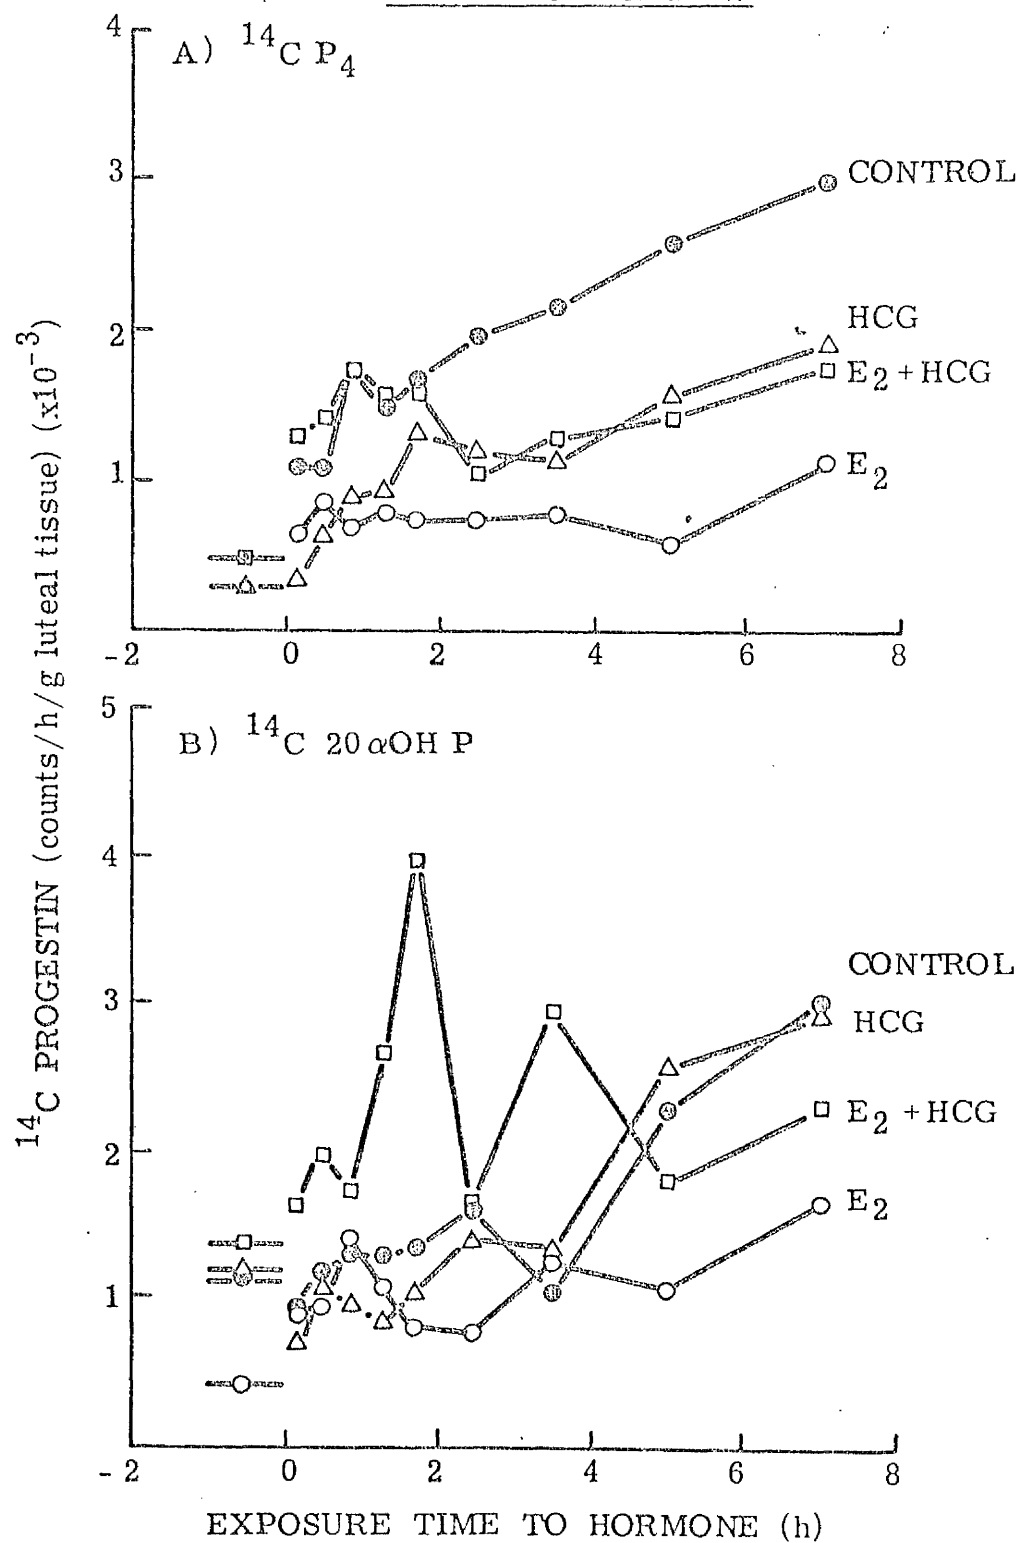 4
A) ¹⁴C P₄
3
CONTROL
2
HCG
E₂ + HCG
1
E₂
-2 0 2 4 6 8
¹⁴C PROGESTIN (counts/h/g luteal tissue) (x10⁻³)
5
B) ¹⁴C 20αOH P
4
CONTROL
3
HCG
E₂ + HCG
2
E₂
1
-2 0 2 4 6 8
EXPOSURE TIME TO HORMONE (h)